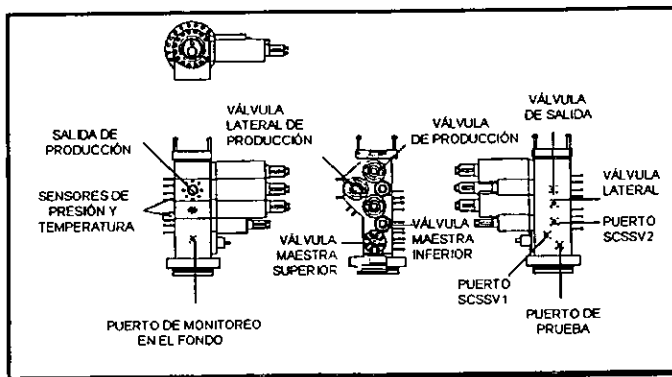 SALIDA DE
PRODUCCIÓN
SENSORES DE
PRESIÓN Y
TEMPERATURA
PUERTO DE MONITOREO
EN EL FONDO
VÁLVULA
LATERAL DE
PRODUCCIÓN
VÁLVULA
DE PRODUCCIÓN
VÁLVULA
MAESTRA
SUPERIOR
VÁLVULA
MAESTRA
INFERIOR
VÁLVULA
DE SALIDA
VÁLVULA
LATERAL
PUERTO
SCSSV2
PUERTO
SCSSV1
PUERTO DE
PRUEBA